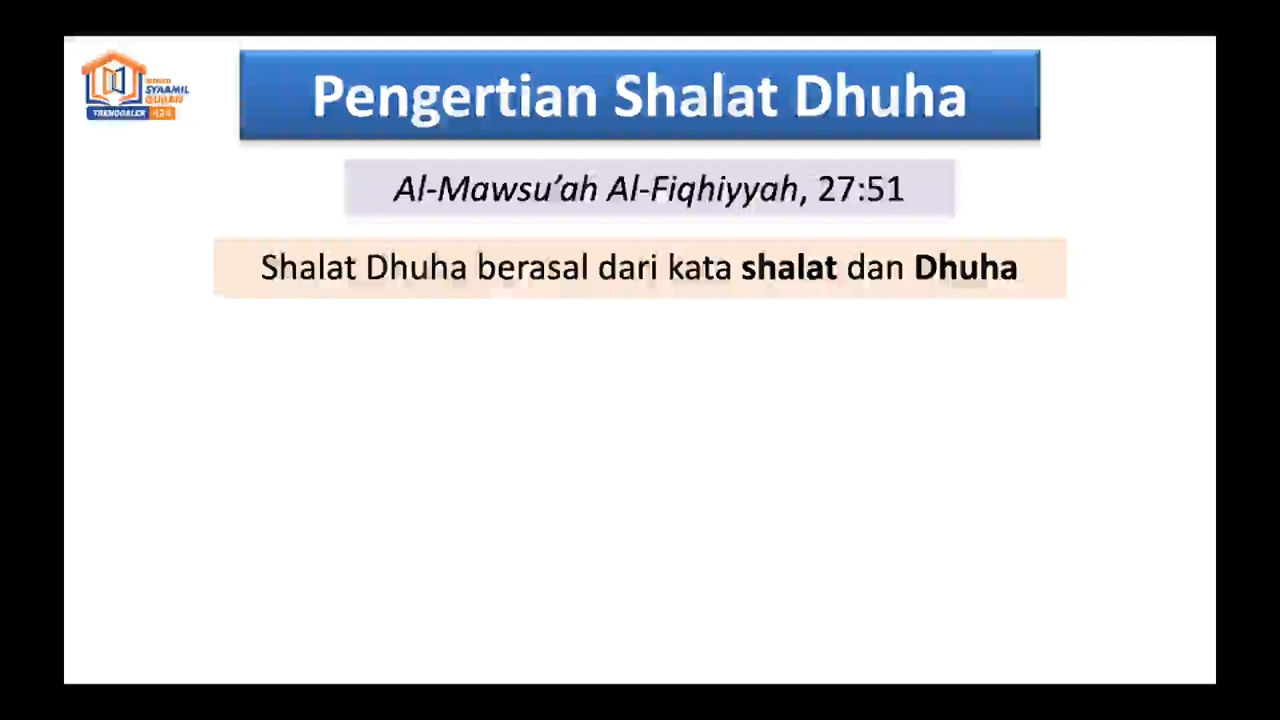 SYAAMIL
QURAN
Pengertian Shalat Dhuha
Al-Mawsu'ah Al-Fiqhiyyah, 27:51
Shalat Dhuha berasal dari kata shalat dan Dhuha